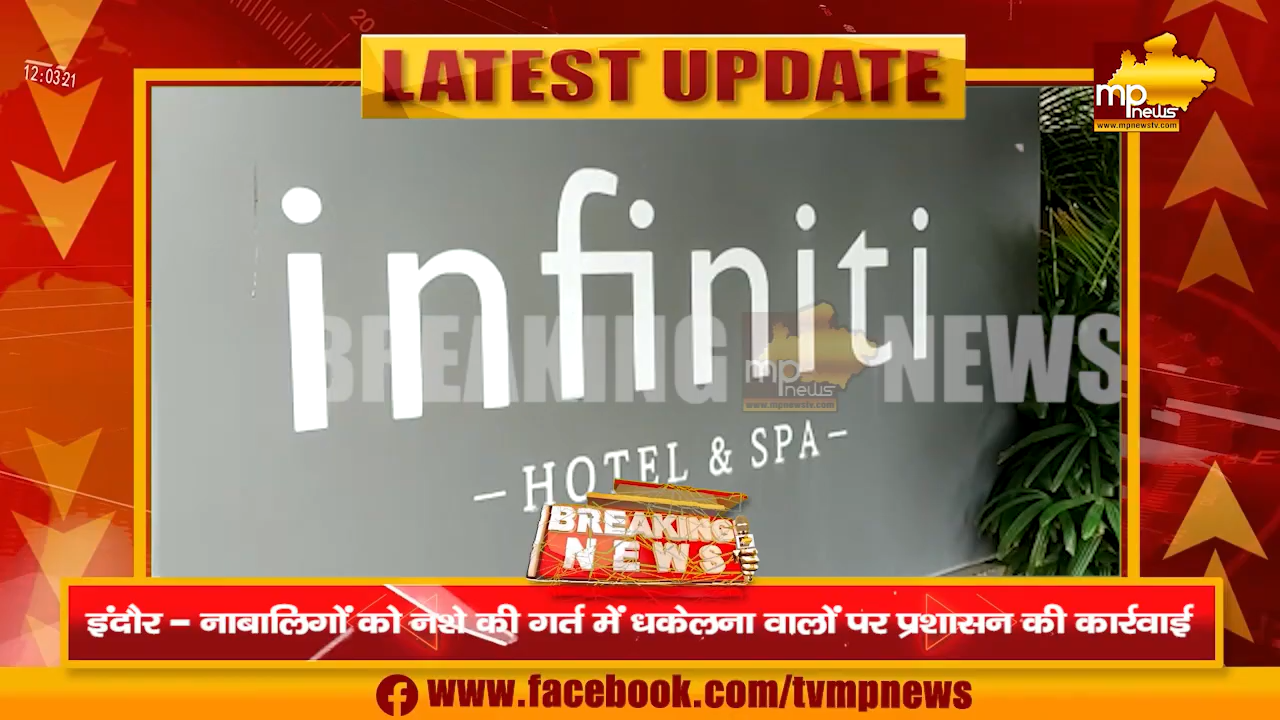 LATEST UPDATE
20
12:03:21
mp
news
www.mpnewstv.com
infiniti
BREAKING NEWS
mp
news
www.mpnewstv.com
-HOTEL & SPA-
BREAKING
NEWS
इंदौर - नाबालिगों को नशे की गर्त में धकेलना वालों पर प्रशासन की कार्रवाई
www.facebook.com/tvmpnews